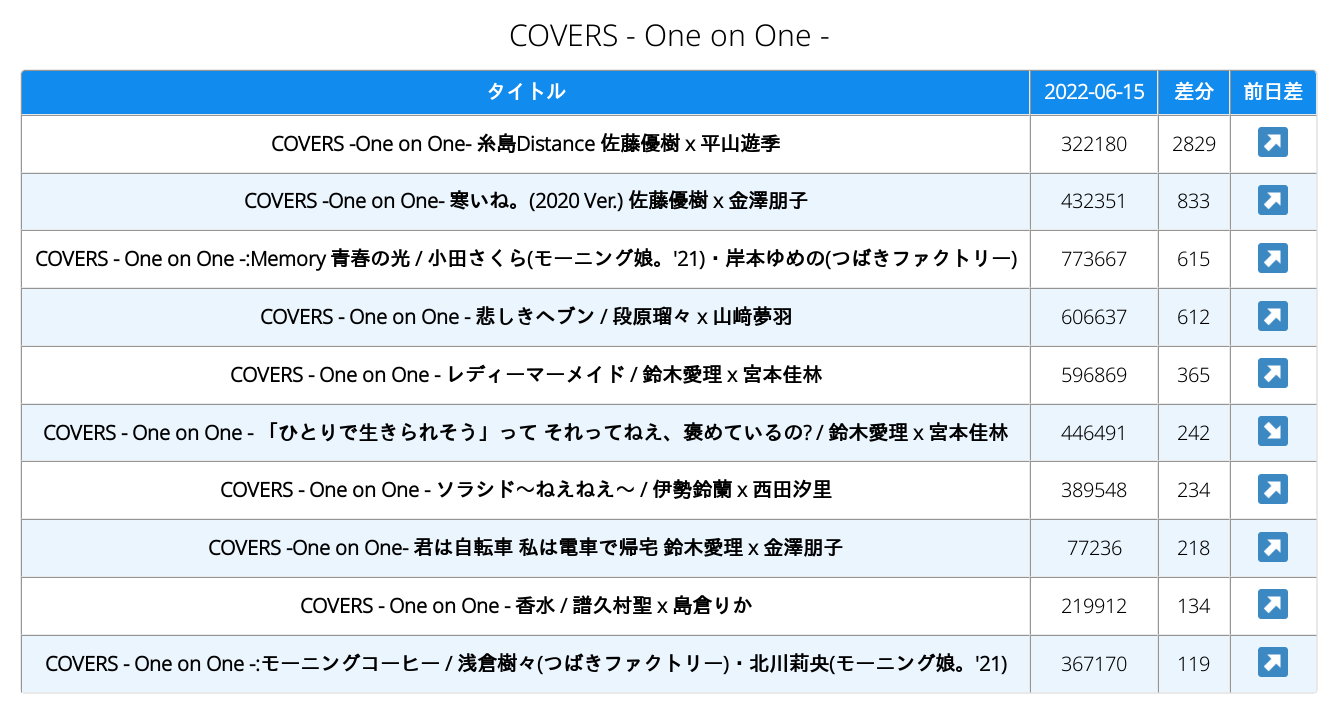 COVERS - One on One -
タイトル 2022-06-15 差分 前日差
COVERS -One on One- 糸島Distance 佐藤優樹 x 平山遊季 322180 2829
COVERS -One on One- 寒いね。(2020 Ver.) 佐藤優樹 x 金澤朋子 432351 833
COVERS - One on One -:Memory 青春の光 / 小田さくら(モーニング娘。'21)・岸本ゆめの(つばきファクトリー) 773667 615
COVERS - One on One - 悲しきヘブン / 段原瑠々 x 山﨑夢羽 606637 612
COVERS - One on One - レディーマーメイド / 鈴木愛理 x 宮本佳林 596869 365
COVERS - One on One - 「ひとりで生きられそう」って それってねえ、褒めているの? / 鈴木愛理 x 宮本佳林 446491 242
COVERS - One on One - ソラシド〜ねえねえ〜 / 伊勢鈴蘭 x 西田汐里 389548 234
COVERS -One on One- 君は自転車 私は電車で帰宅 鈴木愛理 x 金澤朋子 77236 218
COVERS - One on One - 香水 / 譜久村聖 x 島倉りか 219912 134
COVERS - One on One -:モーニングコーヒー / 浅倉樹々(つばきファクトリー)・北川莉央(モーニング娘。'21) 367170 119